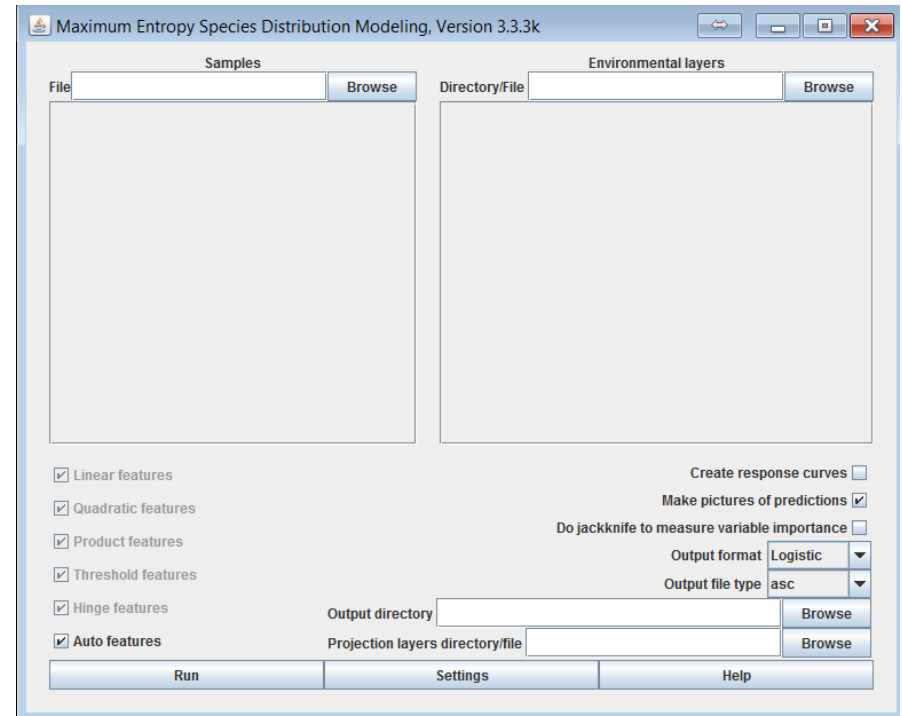 Maximum Entropy Species Distribution Modeling, Version 3.3.3k
Samples
File Browse
Environmental layers
Directory/File Browse
Linear features
Quadratic features
Product features
Threshold features
Hinge features
Auto features
Create response curves
Make pictures of predictions
Do jackknife to measure variable importance
Output format Logistic
Output file type asc
Output directory Browse
Projection layers directory/file Browse
Run Settings Help